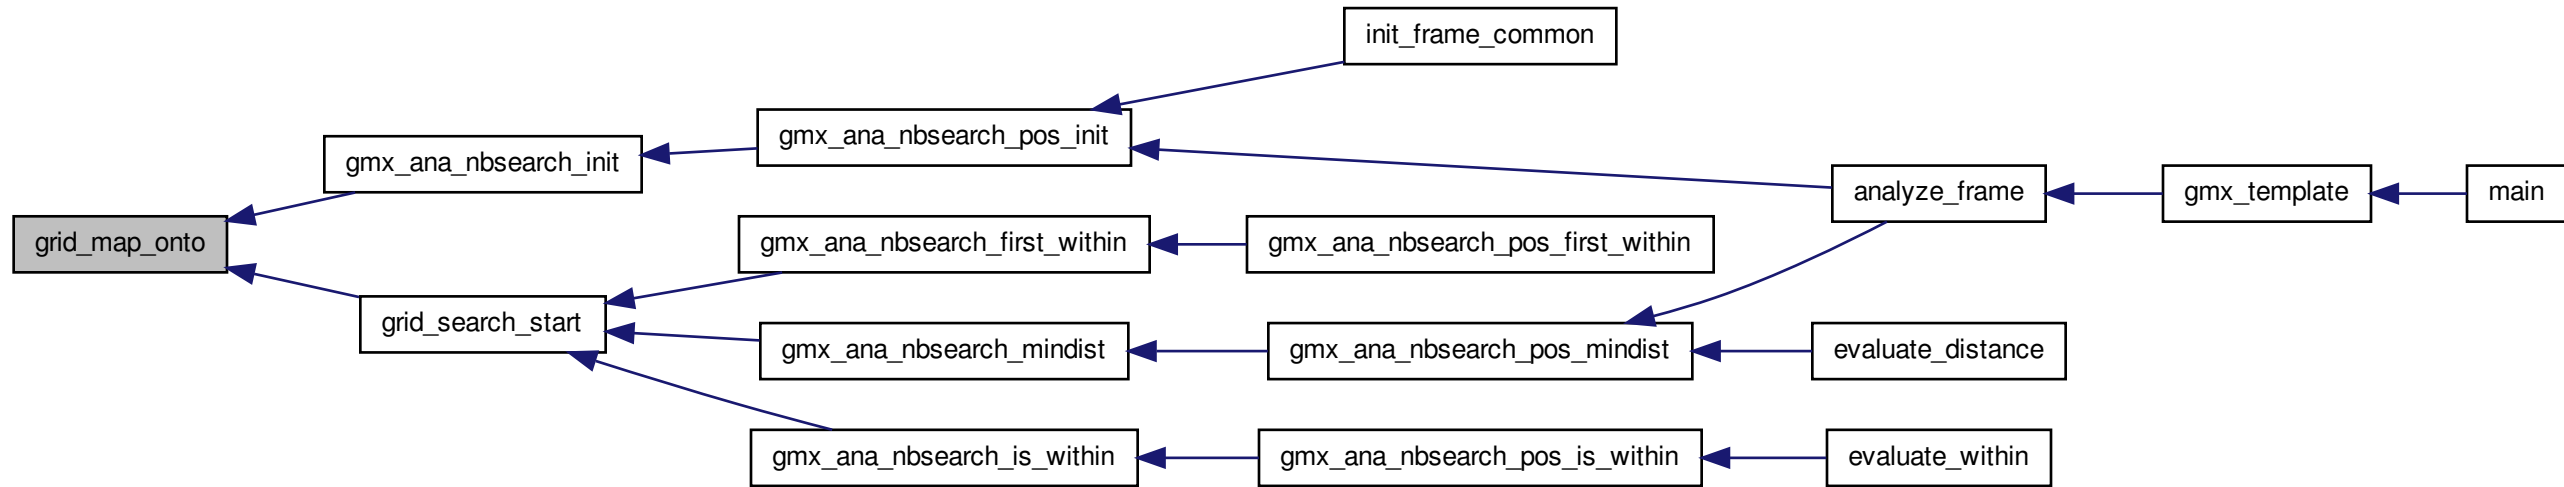 init_frame_common
gmx_ana_nbsearch_pos_init
gmx_ana_nbsearch_init
analyze_frame
gmx_template
main
grid_map_onto
gmx_ana_nbsearch_first_within
gmx_ana_nbsearch_pos_first_within
grid_search_start
gmx_ana_nbsearch_mindist
gmx_ana_nbsearch_pos_mindist
evaluate_distance
gmx_ana_nbsearch_is_within
gmx_ana_nbsearch_pos_is_within
evaluate_within